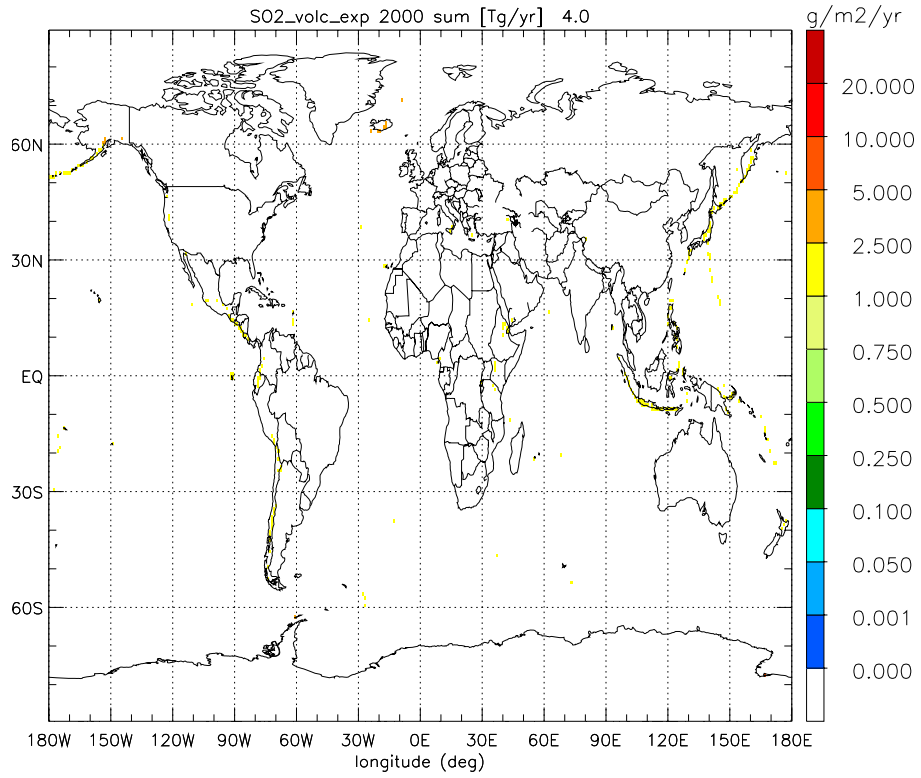 SO2_volc_exp 2000 sum [Tg/yr] 4.0
g/m2/yr
20.000
10.000
5.000
2.500
1.000
0.750
0.500
0.250
0.100
0.050
0.001
0.000
60N
30N
EQ
30S
60S
180W 150W 120W 90W 60W 30W 0E 30E 60E 90E 120E 150E 180E
longitude (deg)